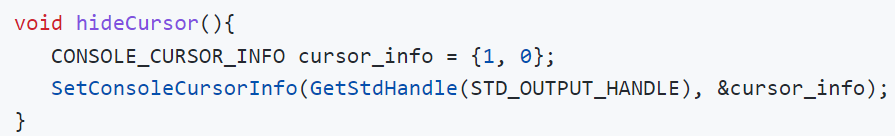 void hideCursor(){
   CONSOLE_CURSOR_INFO cursor_info = {1, 0};
   SetConsoleCursorInfo(GetStdHandle(STD_OUTPUT_HANDLE), &cursor_info);
}